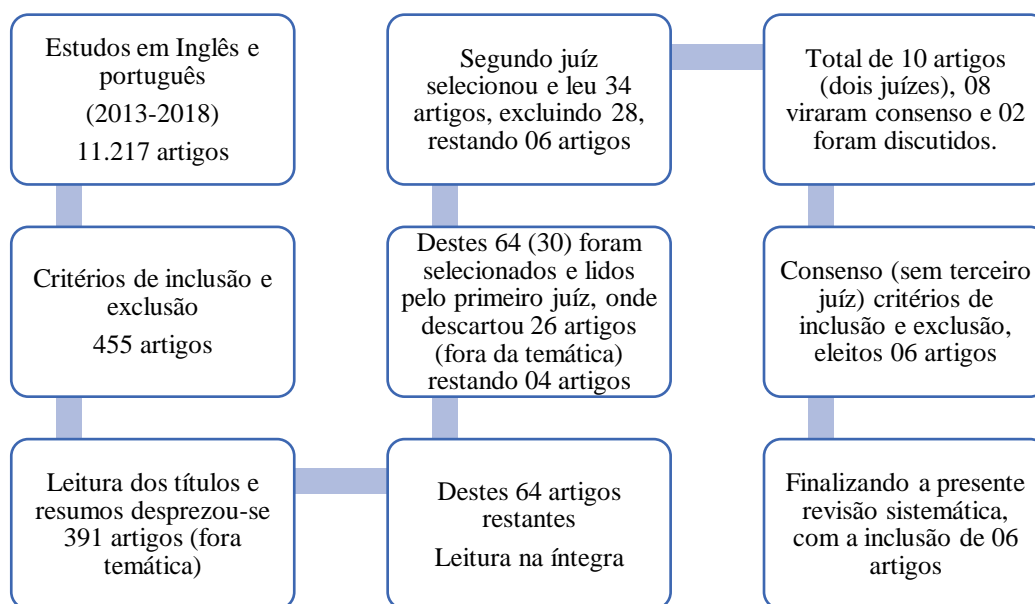 Estudos em Inglês e
português
(2013-2018)
11.217 artigos
Critérios de inclusão e
exclusão
455 artigos
Leitura dos títulos e
resumos desprezou-se
391 artigos (fora
temática)
Destes 64 artigos
restantes
Leitura na íntegra
Destes 64 (30) foram
selecionados e lidos
pelo primeiro juíz, onde
descartou 26 artigos
(fora da temática)
restando 04 artigos
Segundo juíz
selecionou e leu 34
artigos, excluindo 28,
restando 06 artigos
Total de 10 artigos
(dois juízes), 08
viraram consenso e 02
foram discutidos.
Consenso (sem terceiro
juíz) critérios de
inclusão e exclusão,
eleitos 06 artigos
Finalizando a presente
revisão sistemática,
com a inclusão de 06
artigos